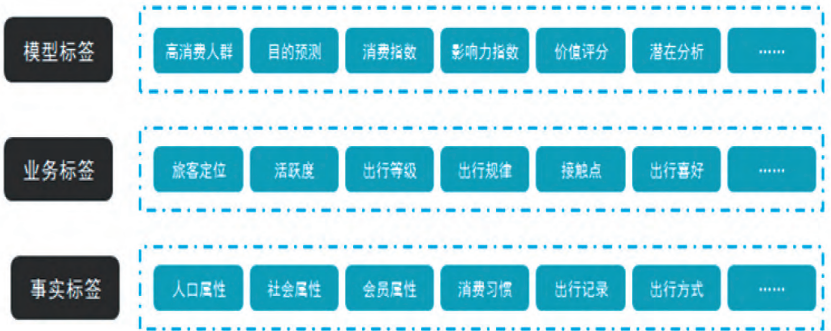 模型标签
高消费人群 目的预测 消费指数 影响力指数 价值评分 潜在分析 ……
业务标签
旅客定位 活跃度 出行等级 出行规律 接触点 出行喜好 ……
事实标签
人口属性 社会属性 会员属性 消费习惯 出行记录 出行方式 ……